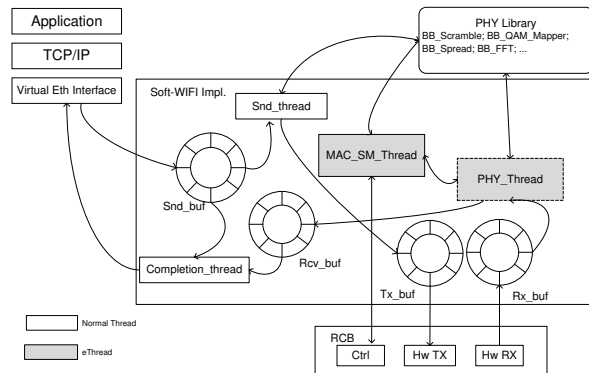 Application
TCP/IP
Virtual Eth Interface
PHY Library
BB_Scramble; BB_QAM_Mapper;
BB_Spread; BB_FFT; ...
Soft-WIFI Impl.
Snd_thread
MAC_SM_Thread
PHY_Thread
Snd_buf
Rcv_buf
Completion_thread
Tx_buf
Rx_buf
Normal Thread
eThread
RCB
Ctrl
Hw TX
Hw RX